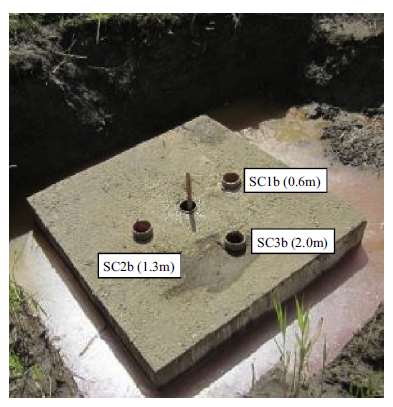 SC1b (0.6m)
SC3b (2.0m)
SC2b (1.3m)